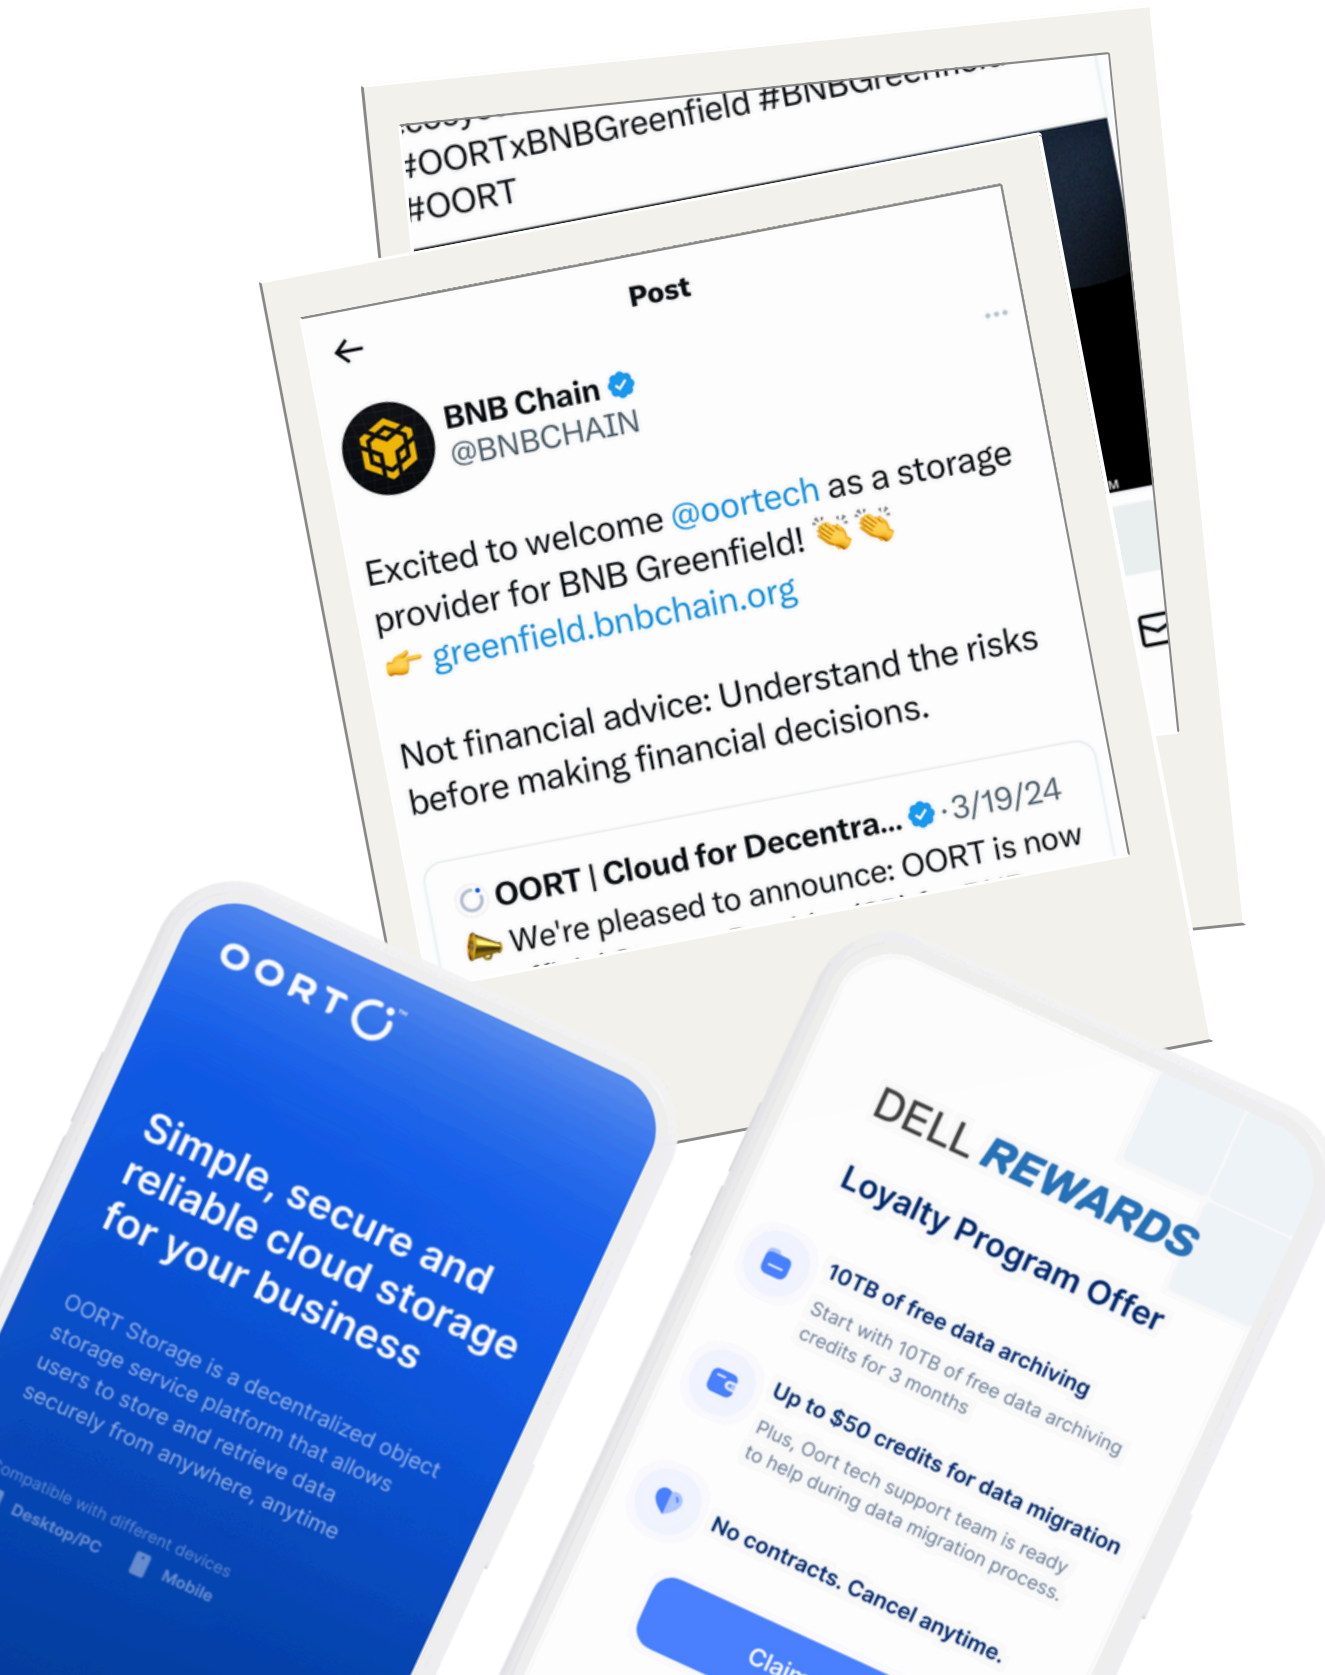 #OORTxBNBGreenfield #BNBGreenfield
#OORT
Post
BNB Chain
@BNBCHAIN
Excited to welcome @oortech as a storage
provider for BNB Greenfield! 👏👏
👉 greenfield.bnbchain.org
Not financial advice: Understand the risks
before making financial decisions.
OORT | Cloud for Decentra... · 3/19/24
📣 We're pleased to announce: OORT is now
OORT™
Simple, secure and
reliable cloud storage
for your business
OORT Storage is a decentralized object
storage service platform that allows
users to store and retrieve data
securely from anywhere, anytime
Compatible with different devices
Desktop/PC
Mobile
DELL REWARDS
Loyalty Program Offer
10TB of free data archiving
Start with 10TB of free data archiving
credits for 3 months
Up to $50 credits for data migration
Plus, Oort tech support team is ready
to help during data migration process.
No contracts. Cancel anytime.